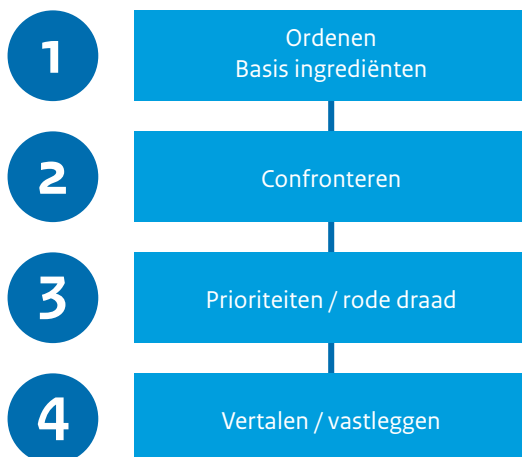 1
Ordenen
Basis ingrediënten
2
Confronteren
3
Prioriteiten / rode draad
4
Vertalen / vastleggen